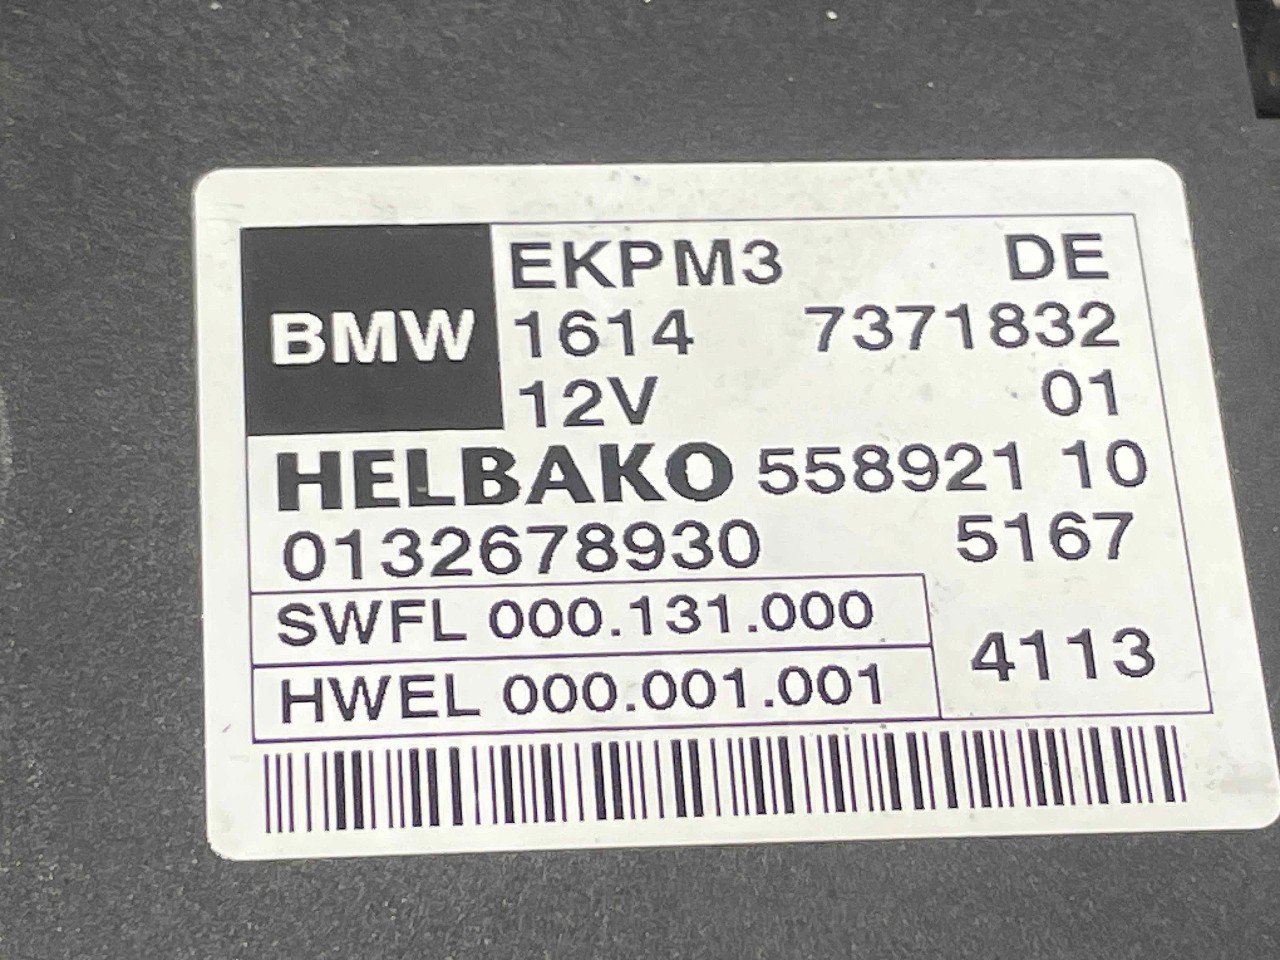 BMW
EKPM3 DE
1614 7371832
12V 01
HELBAKO 558921 10
0132678930 5167
SWFL 000.131.000
HWEL 000.001.001
4113